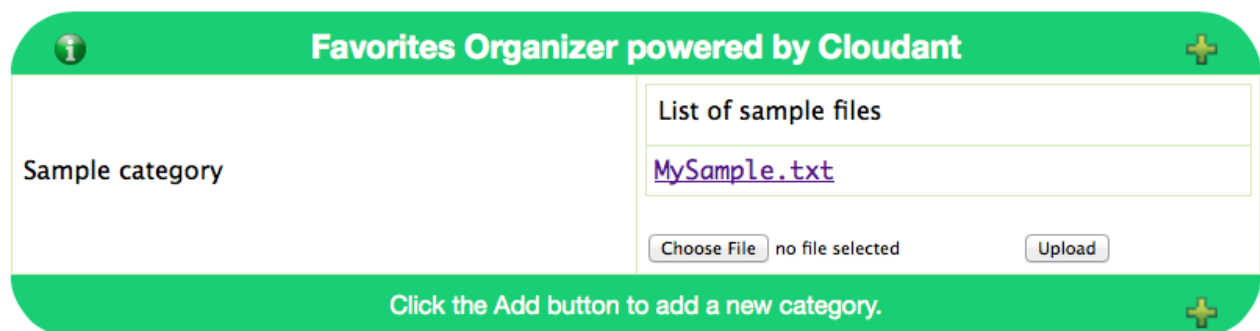 Favorites Organizer powered by Cloudant
List of sample files
Sample category
MySample.txt
Choose File no file selected Upload
Click the Add button to add a new category.